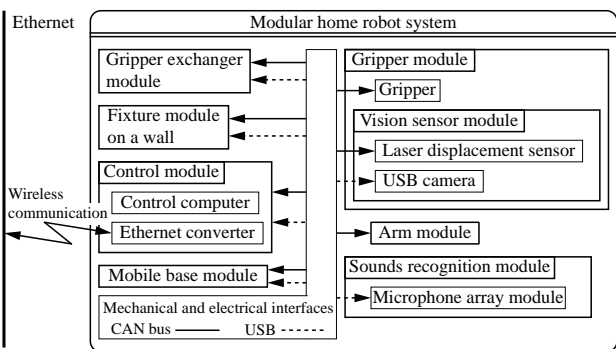 Ethernet
Modular home robot system
Gripper exchanger
module
Fixture module
on a wall
Control module
Control computer
Ethernet converter
Wireless
communication
Mobile base module
Mechanical and electrical interfaces
CAN bus
USB
Gripper module
Gripper
Vision sensor module
Laser displacement sensor
USB camera
Arm module
Sounds recognition module
Microphone array module